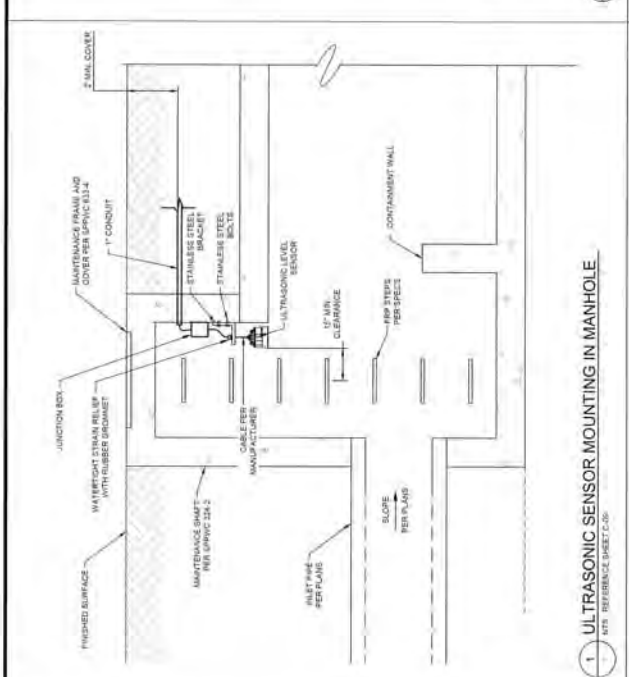 2' MIN. COVER
MAINTENANCE FRAME AND
COVER PER SPPWC 633-4
1" CONDUIT
STAINLESS STEEL
BRACKET
STAINLESS STEEL
BOLTS
ULTRASONIC LEVEL
SENSOR
MIN.
CLEARANCE
FRP STEPS
PER SPECS
CONTAINMENT WALL
JUNCTION BOX
WATERTIGHT STRAIN RELIEF
WITH RUBBER GROMMET
CABLE PER
MANUFACTURER
FINISHED SURFACE
MAINTENANCE SHAFT
PER SPPWC
INLET PIPE
PER PLANS
SLOPE
PER PLANS
1
ULTRASONIC SENSOR MOUNTING IN MANHOLE
NTS REFERENCE SHEET